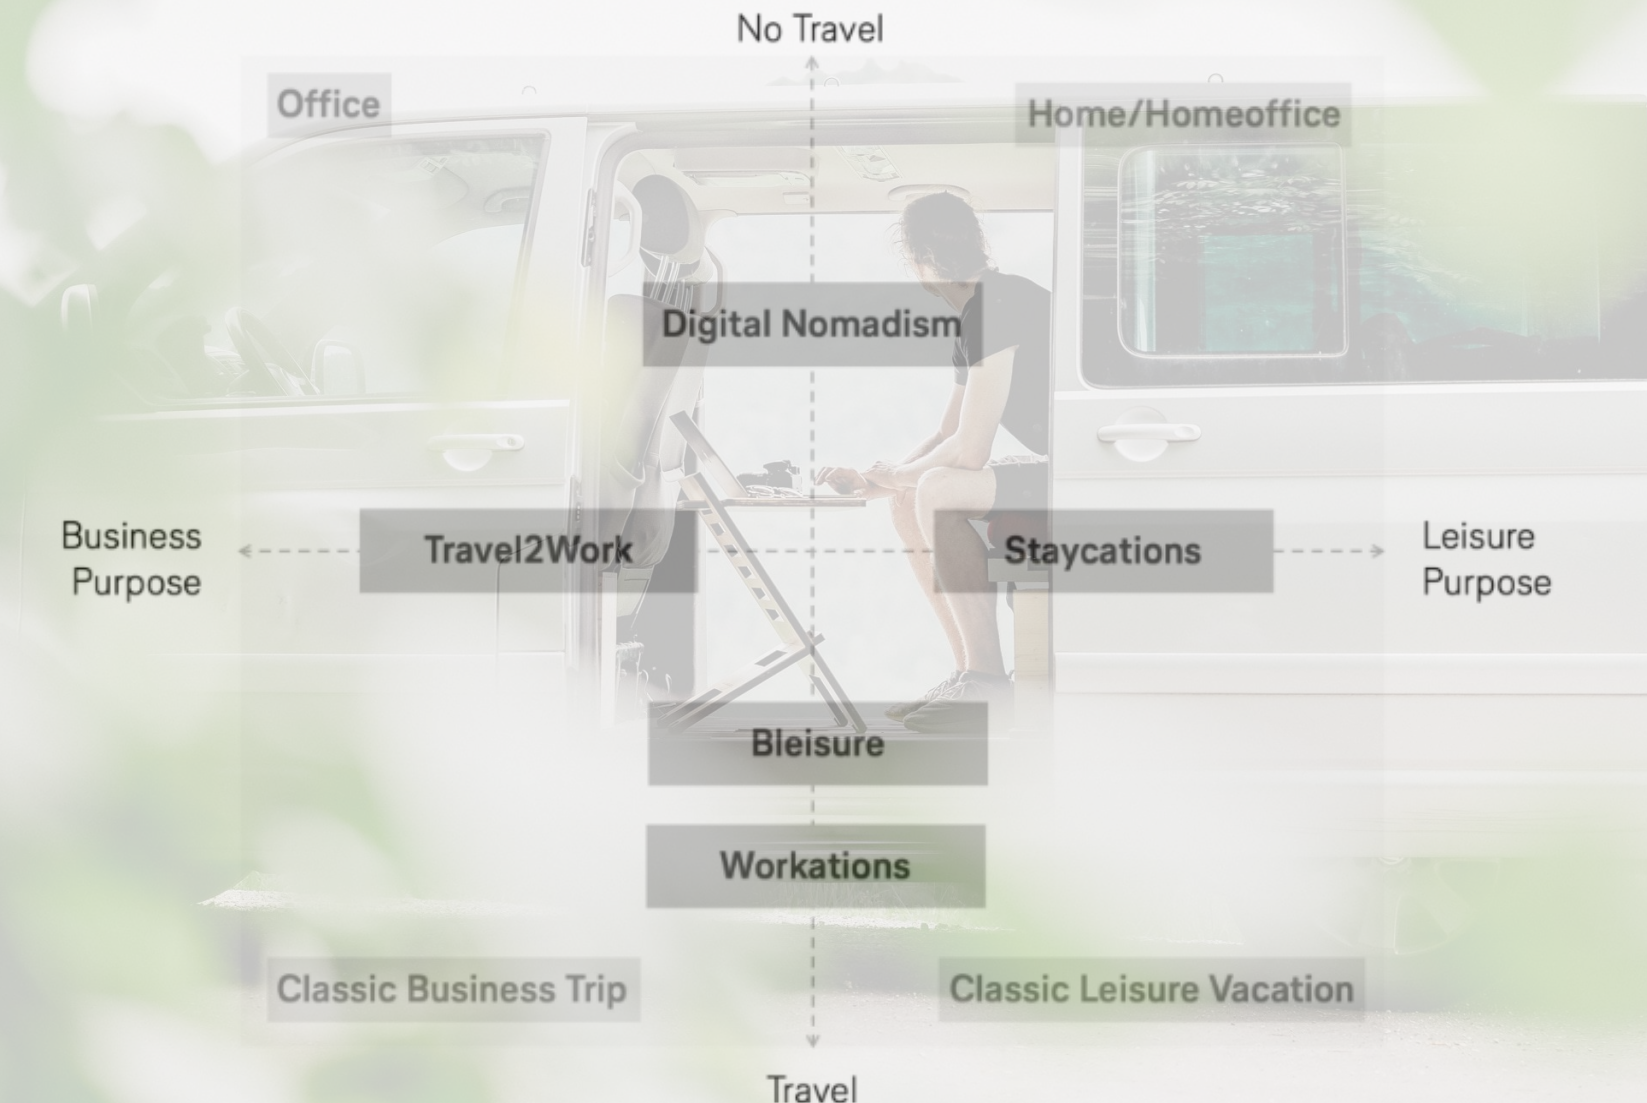 No Travel
Office
Home/Homeoffice
Digital Nomadism
Business
Purpose
Travel2Work
Staycations
Leisure
Purpose
Bleisure
Workations
Classic Business Trip
Classic Leisure Vacation
Travel